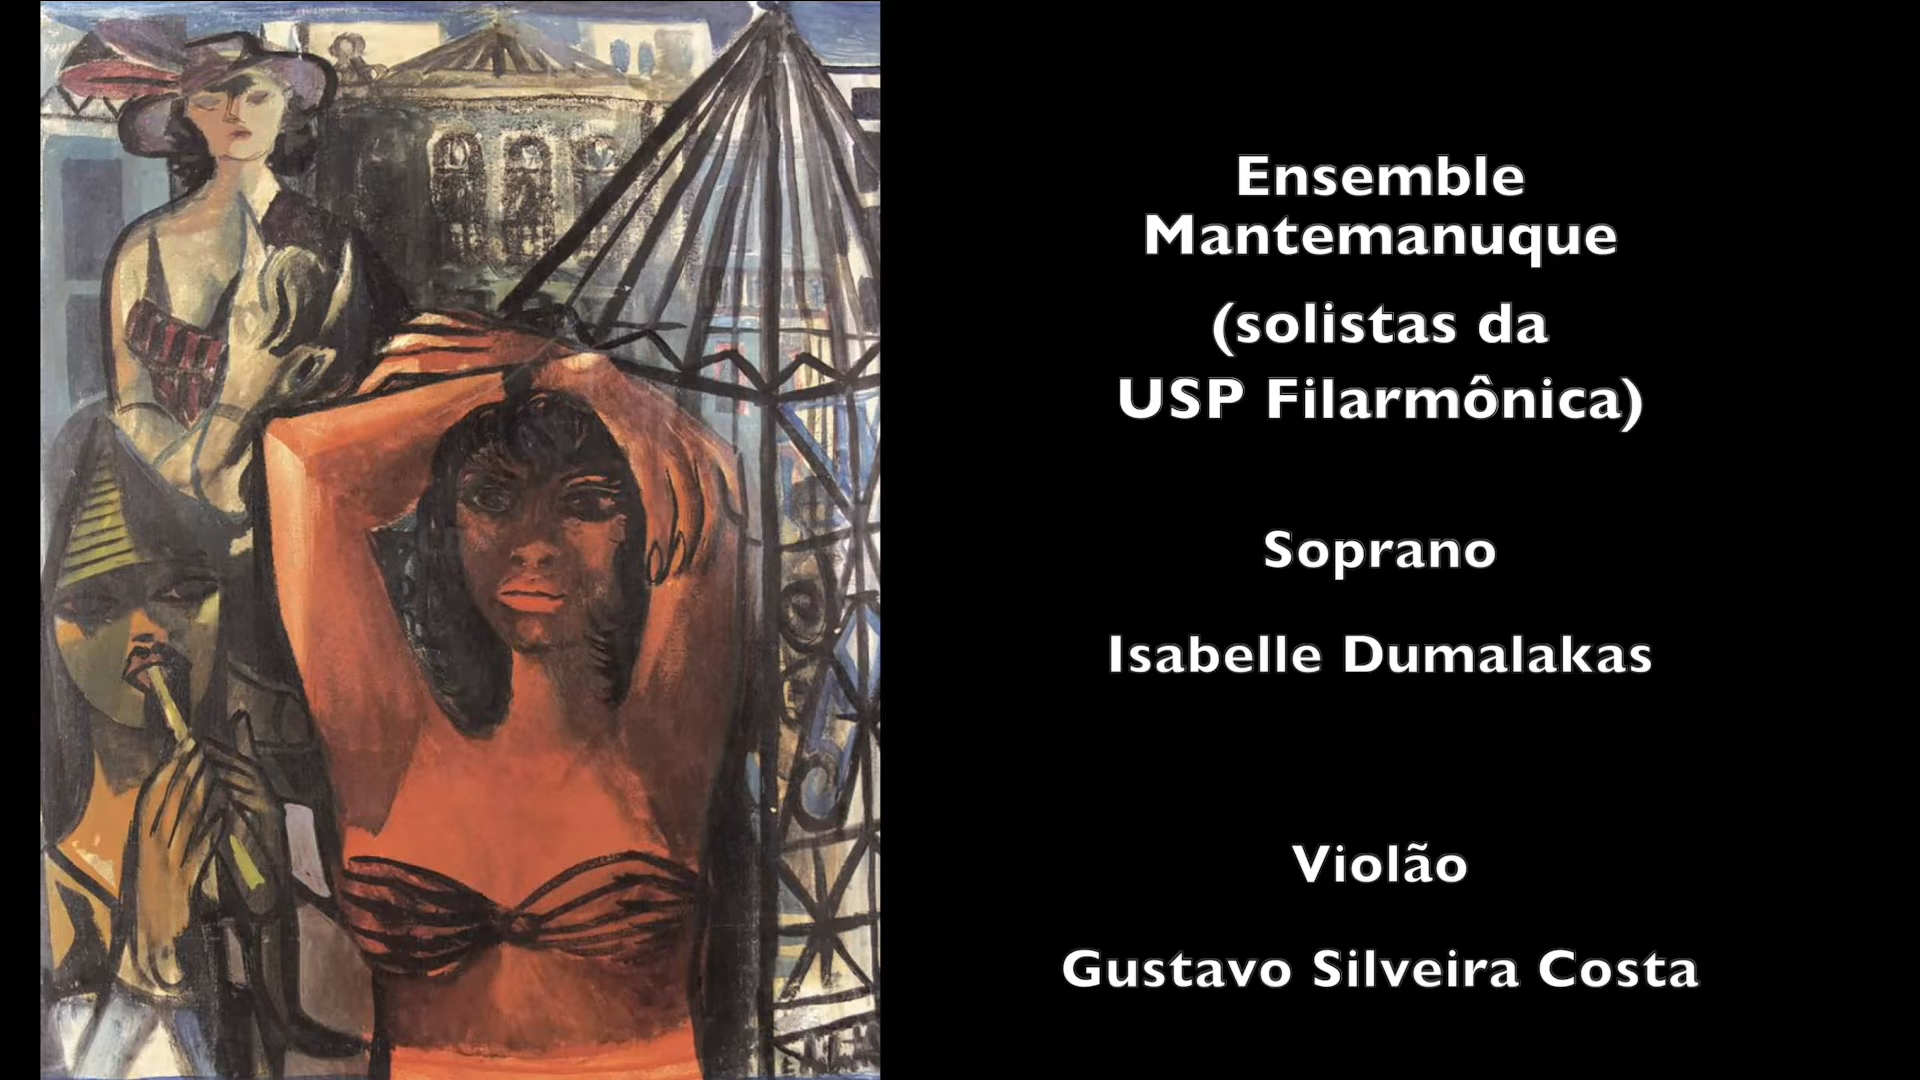 Ensemble
Mantemanuque
(solistas da
USP Filarmônica)
Soprano
Isabelle Dumalakas
Violão
Gustavo Silveira Costa